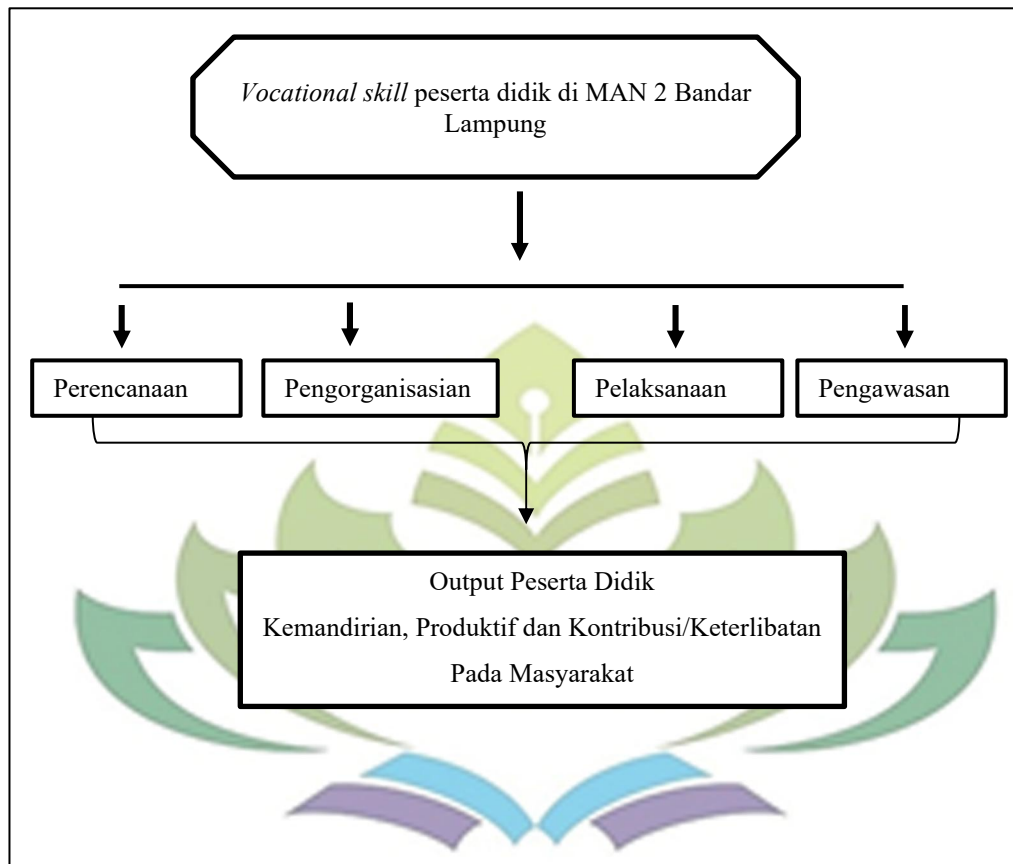 Vocational skill peserta didik di MAN 2 Bandar
Lampung
Perencanaan
Pengorganisasian
Pelaksanaan
Pengawasan
Output Peserta Didik
Kemandirian, Produktif dan Kontribusi/Keterlibatan
Pada Masyarakat